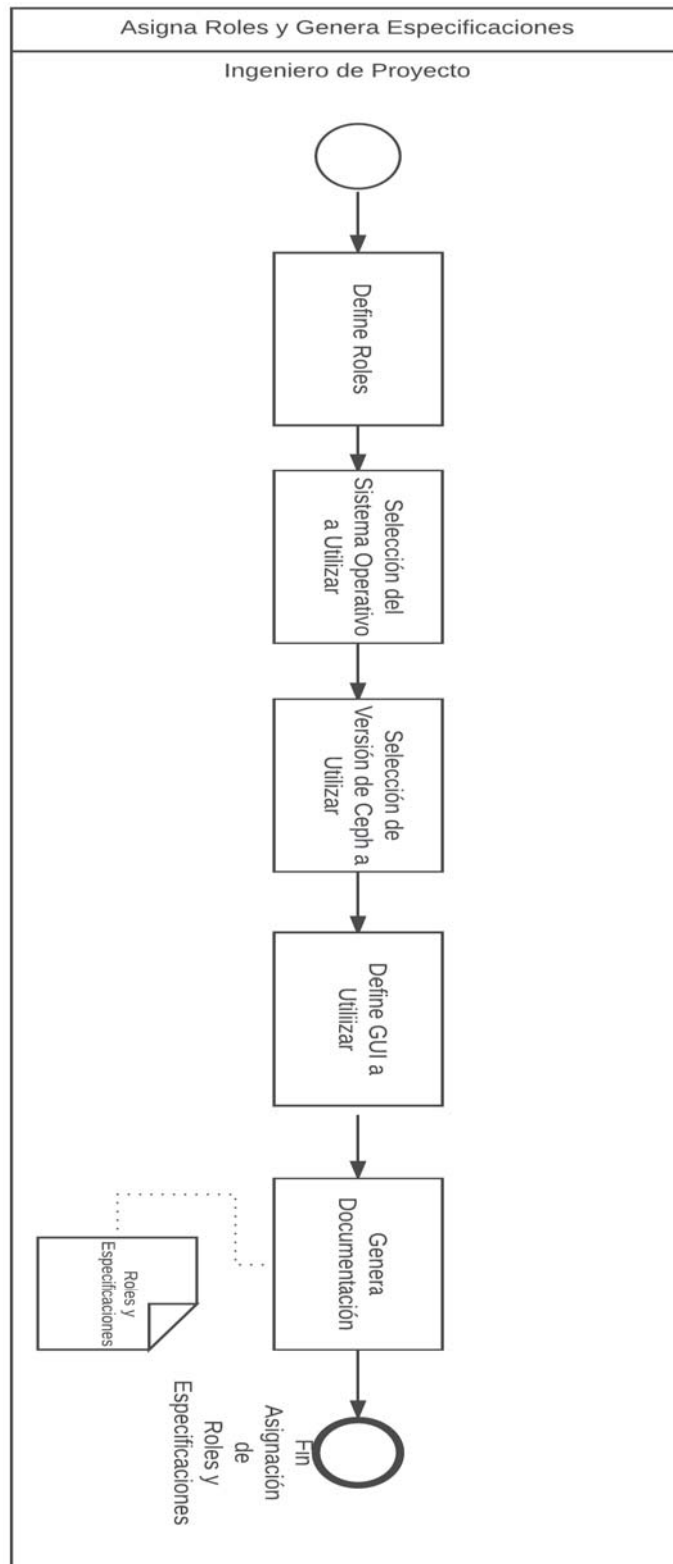 Asigna Roles y Genera Especificaciones
Ingeniero de Proyecto
Define Roles
Selección del
Sistema Operativo
a Utilizar
Selección de
Versión de Ceph a
Utilizar
Define GUI a
Utiliizar
Genera
Documentación
Roles y
Especificaciones
Fin
Asignación
de
Roles y
Especificaciones